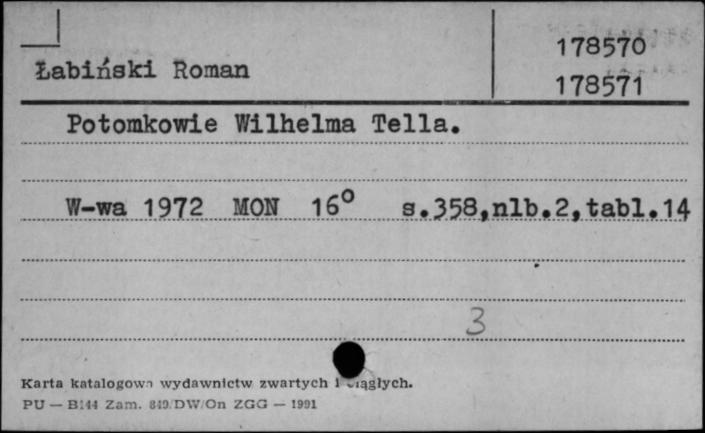 178570
Łabiński Roman
178571
Potomkowie Wilhelma Tella.
W-wa 1972 MON 16° s.358,nlb.2,tabl.14
3
Karta katalogowa wydawnictw zwartych i ciągłych.
PU — B144 Zam. 849/DW/On ZGG — 1991